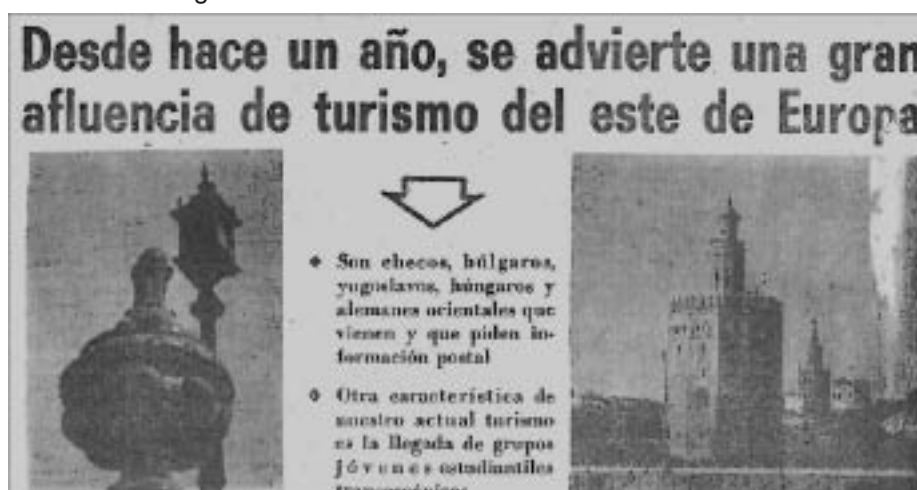 Desde hace un año, se advierte una gran
afluencia de turismo del este de Europa
Son checos, búlgaros,
yugoslavos, húngaros y
alemanes orientales que
vienen y que piden in-
formación postal
Otra característica de
nuestro actual turismo
es la llegada de grupos
jóvenes estudiantiles